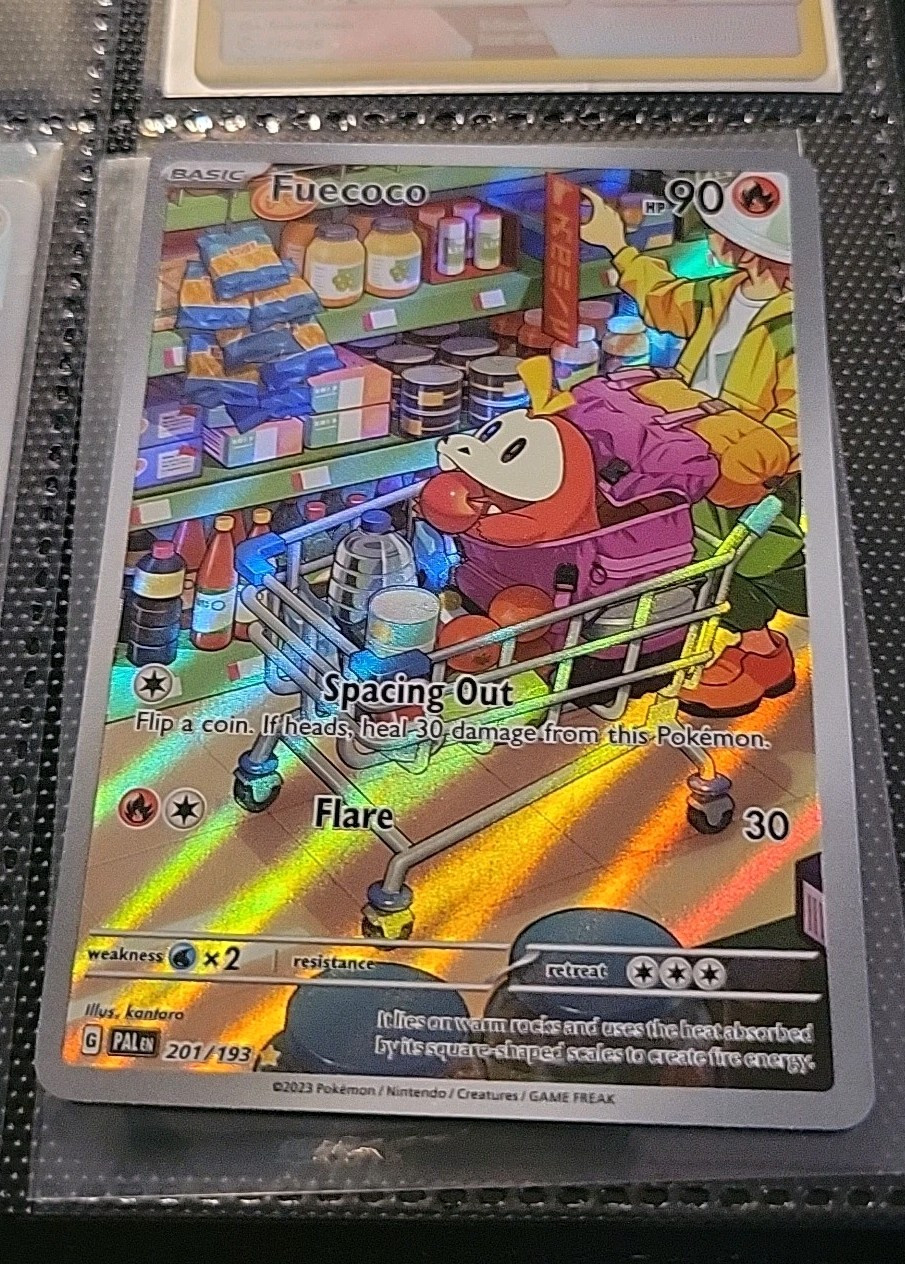 BASIC
Fuecoco
HP 90
Spacing Out
Flip a coin. If heads, heal 30 damage from this Pokémon.
Flare
30
weakness ×2 resistance retreat
Illus. kantaro
It lies on warm rocks and uses the heat absorbed
by its square-shaped scales to create fire energy.
G PAL EN 201/193
©2023 Pokémon / Nintendo / Creatures / GAME FREAK